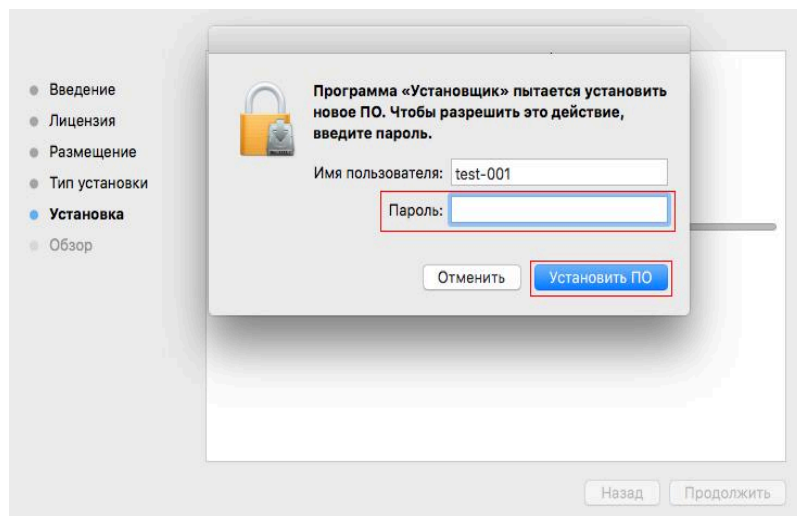 Введение
Лицензия
Размещение
Тип установки
Установка
Обзор
Программа «Установщик» пытается установить
новое ПО. Чтобы разрешить это действие,
введите пароль.
Имя пользователя: test-001
Пароль:
Отменить Установить ПО
Назад Продолжить